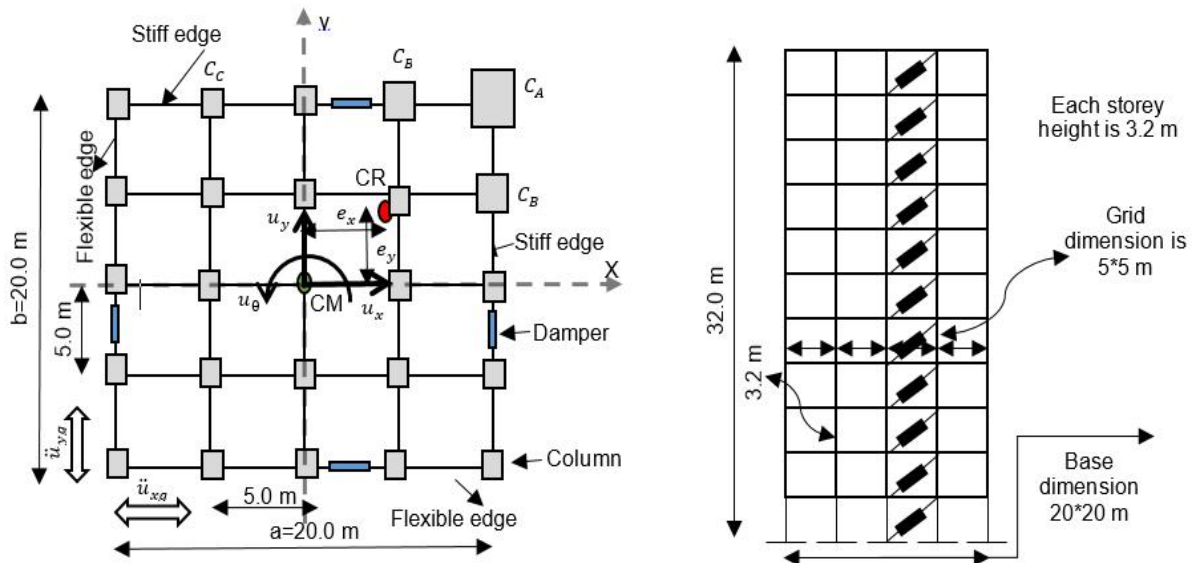 y
Stiff edge
C_C
C_B
C_A
Flexible edge
CR
C_B
b=20.0 m
u_y
e_x
e_y
Stiff edge
X
u_θ
CM
u_x
5.0 m
Damper
ü_yg
ü_xg
5.0 m
Column
Flexible edge
a=20.0 m
Each storey
height is 3.2 m
32.0 m
Grid
dimension is
5*5 m
3.2 m
Base
dimension
20*20 m